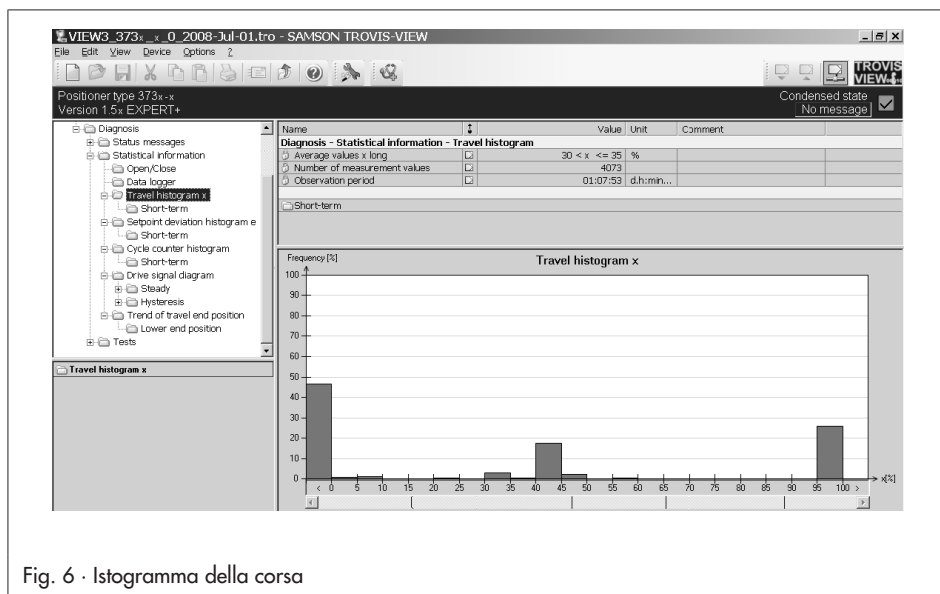 VIEW3_373x_x_0_2008-Jul-01.tro - SAMSON TROVIS-VIEW
File Edit View Device Options ?
TROVIS
VIEW
Positioner type 373x-x
Version 1.5x EXPERT+
Condensed state
No message
Diagnosis
Status messages
Statistical information
Open/Close
Data logger
Travel histogram x
Short-term
Setpoint deviation histogram e
Short-term
Cycle counter histogram
Short-term
Drive signal diagram
Steady
Hysteresis
Trend of travel end position
Lower end position
Tests
Travel histogram x
Name Value Unit Comment
Diagnosis - Statistical information - Travel histogram
Average values x long 30 < x <= 35 %
Number of measurement values 4073
Observation period 01:07:53 d.h:min...
Short-term
Frequency [%]
Travel histogram x
100
90
80
70
60
50
40
30
20
10
0
< 0 5 10 15 20 25 30 35 40 45 50 55 60 65 70 75 80 85 90 95 100 > x[%]
Fig. 6 · Istogramma della corsa